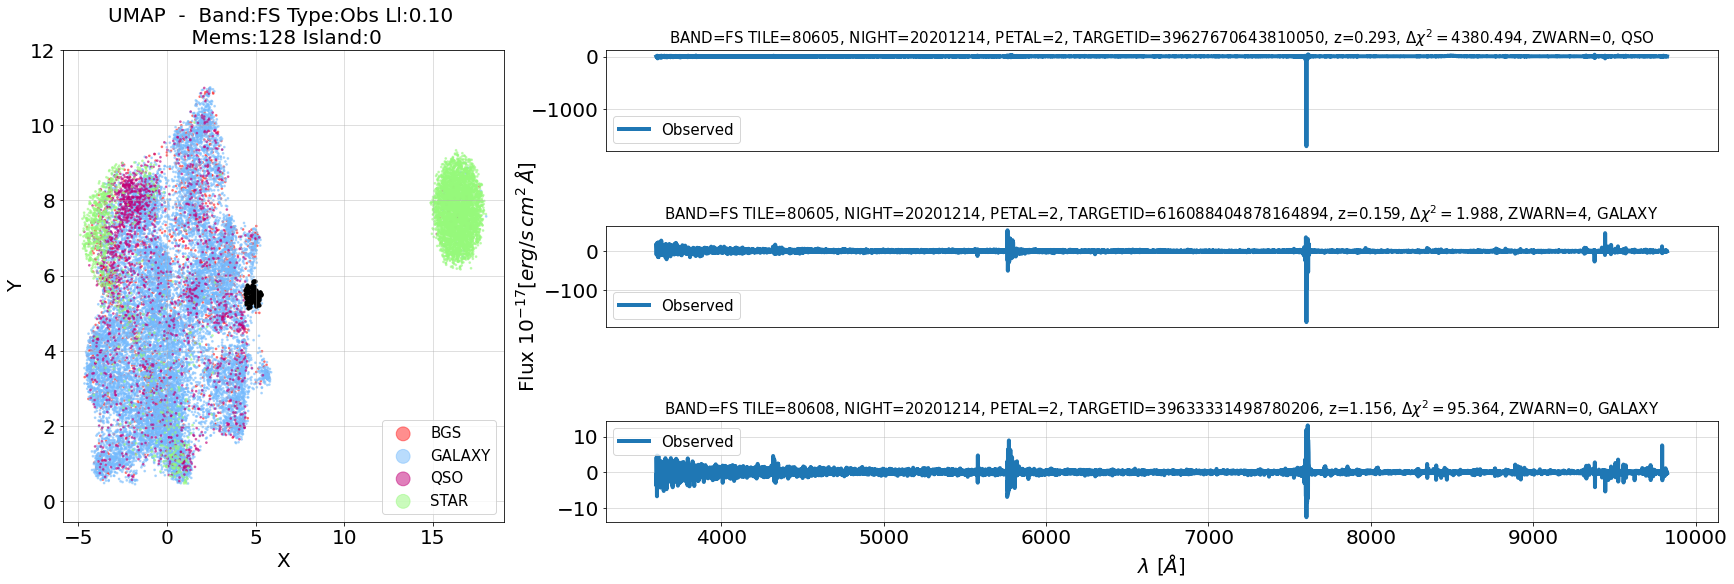 UMAP  -  Band:FS Type:Obs Ll:0.10
Mems:128 Island:0
12
10
8
6
4
2
0
Y
−5
0
5
10
15
X
BGS
GALAXY
QSO
STAR
Flux 10⁻¹⁷[erg/s cm² Å]
BAND=FS TILE=80605, NIGHT=20201214, PETAL=2, TARGETID=39627670643810050, z=0.293, Δχ² = 4380.494, ZWARN=0, QSO
0
−1000
Observed
BAND=FS TILE=80605, NIGHT=20201214, PETAL=2, TARGETID=616088404878164894, z=0.159, Δχ² = 1.988, ZWARN=4, GALAXY
0
−100
Observed
BAND=FS TILE=80608, NIGHT=20201214, PETAL=2, TARGETID=39633331498780206, z=1.156, Δχ² = 95.364, ZWARN=0, GALAXY
10
0
−10
Observed
4000
5000
6000
7000
8000
9000
10000
λ [Å]